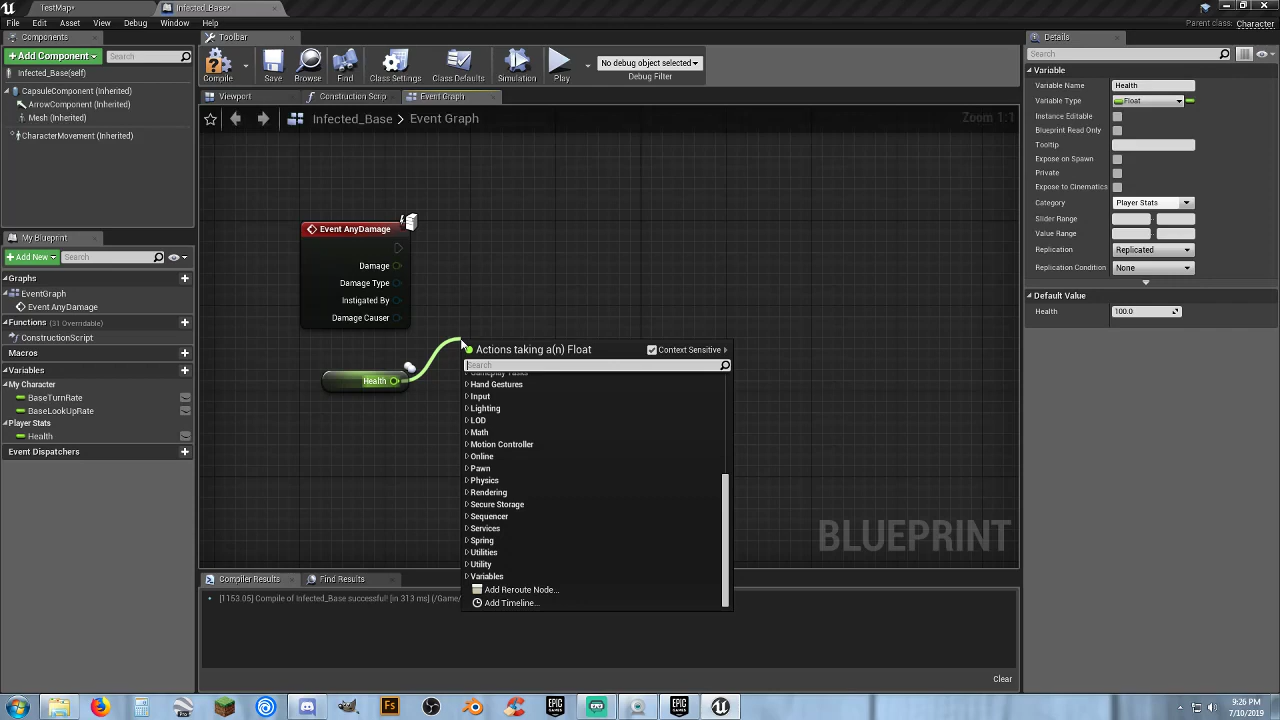 TestMap*
Infected_Base*
File Edit Asset View Debug Window Help
Parent class: Character
Components
Toolbar
Details
Add Component
Search
Compile
Save
Browse
Find
Class Settings
Class Defaults
Simulation
Play
No debug object selected
Debug Filter
Search
Infected_Base(self)
CapsuleComponent (Inherited)
ArrowComponent (Inherited)
Mesh (Inherited)
CharacterMovement (Inherited)
Viewport
Construction Scrip
Event Graph
Infected_Base > Event Graph
Zoom 1:1
Variable
Variable Name Health
Variable Type Float
Instance Editable
Blueprint Read Only
Tooltip
Expose on Spawn
Private
Expose to Cinematics
Category Player Stats
Slider Range
Value Range
Replication Replicated
Replication Condition None
Default Value
Health 100.0
My Blueprint
Add New
Search
Graphs
EventGraph
Event AnyDamage
Functions (31 Overridable)
ConstructionScript
Macros
Variables
My Character
BaseTurnRate
BaseLookUpRate
Player Stats
Health
Event Dispatchers
Event AnyDamage
Damage
Damage Type
Instigated By
Damage Causer
Health
Actions taking a(n) Float
Context Sensitive
Search
Hand Gestures
Input
Lighting
LOD
Math
Motion Controller
Online
Pawn
Physics
Rendering
Secure Storage
Sequencer
Services
Spring
Utilities
Utility
Variables
Add Reroute Node...
Add Timeline...
BLUEPRINT
Compiler Results
Find Results
[1153.05] Compile of Infected_Base successful! [in 313 ms] (/Game/
Clear
Fs
EPIC GAMES
EPIC GAMES
9:26 PM
7/10/2019